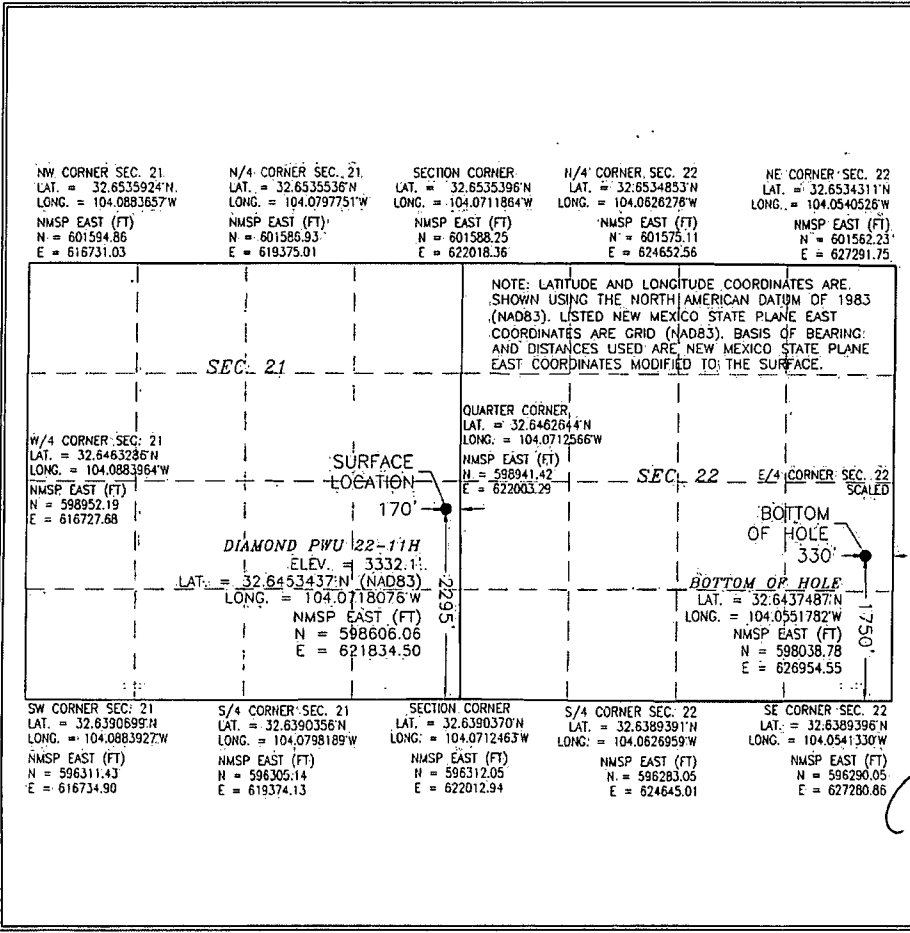 NW CORNER SEC. 21
LAT. = 32.6535924°N
LONG. = 104.0883657°W
NMSP EAST (FT)
N = 601594.86
E = 616731.03
N/4 CORNER SEC. 21
LAT. = 32.6535536°N
LONG. = 104.0797751°W
NMSP EAST (FT)
N = 601586.93
E = 619375.01
SECTION CORNER
LAT. = 32.6535396°N
LONG. = 104.0711864°W
NMSP EAST (FT)
N = 601588.25
E = 622018.36
N/4 CORNER SEC. 22
LAT. = 32.6534853°N
LONG. = 104.0626276°W
NMSP EAST (FT)
N = 601575.11
E = 624652.56
NE CORNER SEC. 22
LAT. = 32.6534311°N
LONG. = 104.0540526°W
NMSP EAST (FT)
N = 601562.23
E = 627291.75
NOTE: LATITUDE AND LONGITUDE COORDINATES ARE
SHOWN USING THE NORTH AMERICAN DATUM OF 1983
(NAD83). LISTED NEW MEXICO STATE PLANE EAST
COORDINATES ARE GRID (NAD83). BASIS OF BEARING
AND DISTANCES USED ARE NEW MEXICO STATE PLANE
EAST COORDINATES MODIFIED TO THE SURFACE.
SEC. 21
W/4 CORNER SEC. 21
LAT. = 32.6463286°N
LONG. = 104.0883964°W
NMSP EAST (FT)
N = 598952.19
E = 616727.68
QUARTER CORNER
LAT. = 32.6462644°N
LONG. = 104.0712566°W
NMSP EAST (FT)
N = 598941.42
E = 622003.29
SURFACE
LOCATION
170'
SEC. 22
E/4 CORNER SEC. 22
SCALED
BOTTOM
OF HOLE
330'
DIAMOND PWU 22-11H
ELEV. = 3332.1'
LAT. = 32.6453437°N (NAD83)
LONG. = 104.0718076°W
NMSP EAST (FT)
N = 598606.06
E = 621834.50
2295'
BOTTOM OF HOLE
LAT. = 32.6437487°N
LONG. = 104.0551782°W
NMSP EAST (FT)
N = 598038.78
E = 626954.55
1750'
SW CORNER SEC. 21
LAT. = 32.6390699°N
LONG. = 104.0883927°W
NMSP EAST (FT)
N = 596311.43
E = 616734.90
S/4 CORNER SEC. 21
LAT. = 32.6390356°N
LONG. = 104.0798189°W
NMSP EAST (FT)
N = 596305.14
E = 619374.13
SECTION CORNER
LAT. = 32.6390370°N
LONG. = 104.0712463°W
NMSP EAST (FT)
N = 596312.05
E = 622012.94
S/4 CORNER SEC. 22
LAT. = 32.6389391°N
LONG. = 104.0626959°W
NMSP EAST (FT)
N = 596283.05
E = 624645.01
SE CORNER SEC. 22
LAT. = 32.6389396°N
LONG. = 104.0541330°W
NMSP EAST (FT)
N = 596290.05
E = 627280.86